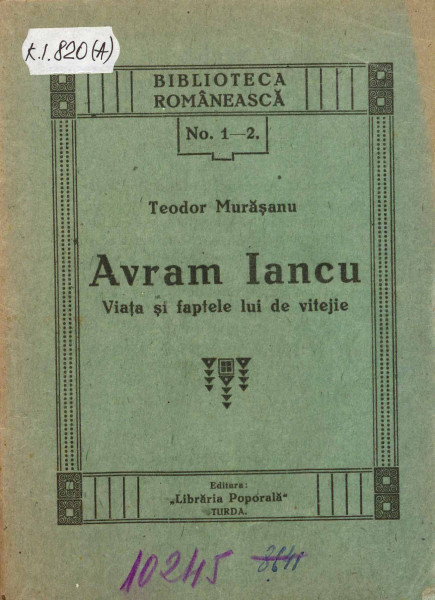 K.I. 820 (A)
BIBLIOTECA
ROMÂNEASCĂ
No. 1—2.
Teodor Murășanu
Avram Iancu
Viața și faptele lui de vitejie
Editura:
„Librăria Poporală“
TURDA.
10245